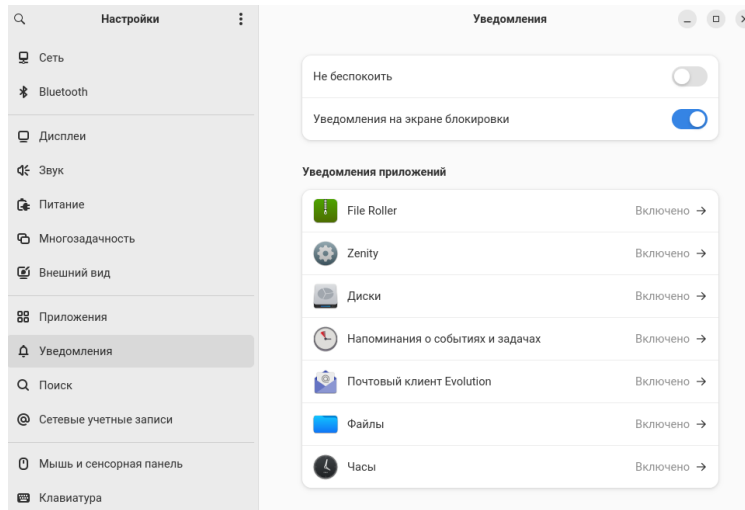 Настройки
Сеть
Bluetooth
Дисплеи
Звук
Питание
Многозадачность
Внешний вид
Приложения
Уведомления
Поиск
Сетевые учетные записи
Мышь и сенсорная панель
Клавиатура
Уведомления
Не беспокоить
Уведомления на экране блокировки
Уведомления приложений
File Roller Включено
Zenity Включено
Диски Включено
Напоминания о событиях и задачах Включено
Почтовый клиент Evolution Включено
Файлы Включено
Часы Включено